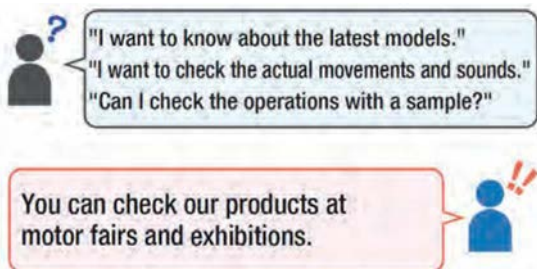 ?
"I want to know about the latest models."
"I want to check the actual movements and sounds."
"Can I check the operations with a sample?"
!!
You can check our products at
motor fairs and exhibitions.